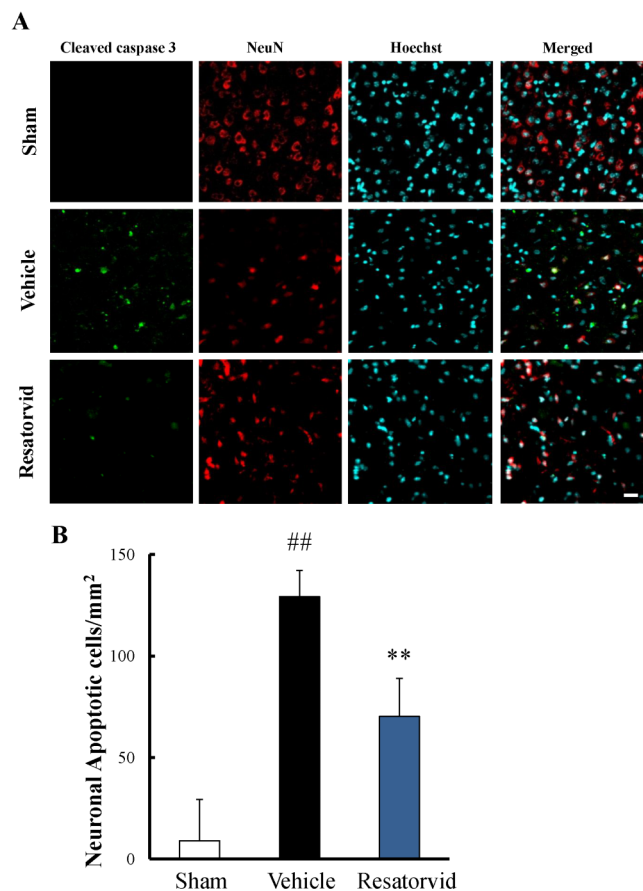 A
Cleaved caspase 3 NeuN Hoechst Merged
Sham
Vehicle
Resatorvid
B
Neuronal Apoptotic cells/mm²
150
100
50
0
##
**
Sham Vehicle Resatorvid